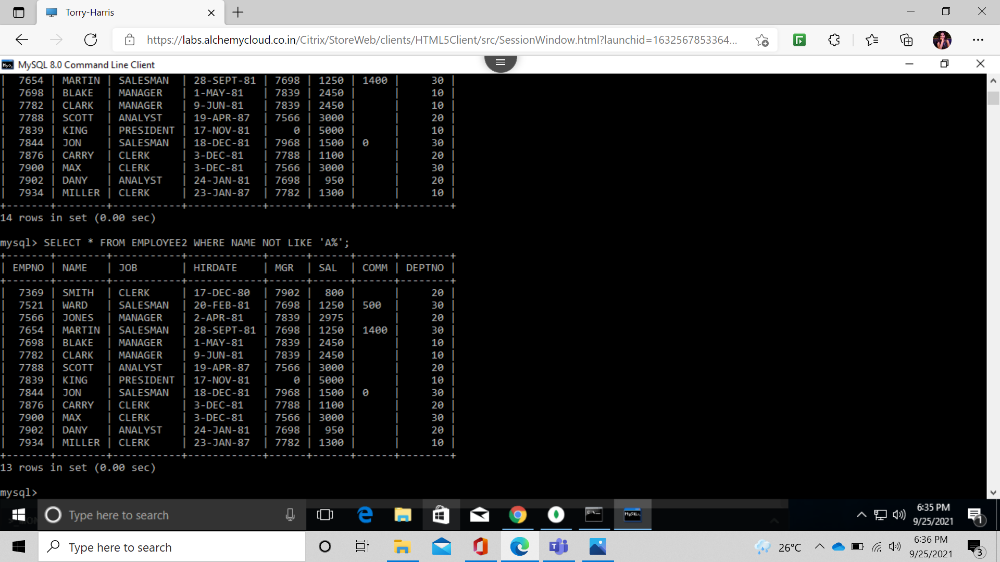 Torry-Harris
https://labs.alchemycloud.co.in/Citrix/StoreWeb/clients/HTML5Client/src/SessionWindow.html?launchid=1632567853364...
MySQL 8.0 Command Line Client
| 7654 | MARTIN | SALESMAN | 28-SEPT-81 | 7698 | 1250 | 1400 | 30 |
| 7698 | BLAKE | MANAGER | 1-MAY-81 | 7839 | 2450 | | 10 |
| 7782 | CLARK | MANAGER | 9-JUN-81 | 7839 | 2450 | | 10 |
| 7788 | SCOTT | ANALYST | 19-APR-87 | 7566 | 3000 | | 20 |
| 7839 | KING | PRESIDENT | 17-NOV-81 | 0 | 5000 | | 10 |
| 7844 | JON | SALESMAN | 18-DEC-81 | 7968 | 1500 | 0 | 30 |
| 7876 | CARRY | CLERK | 3-DEC-81 | 7788 | 1100 | | 20 |
| 7900 | MAX | CLERK | 3-DEC-81 | 7566 | 3000 | | 30 |
| 7902 | DANY | ANALYST | 24-JAN-81 | 7698 | 950 | | 20 |
| 7934 | MILLER | CLERK | 23-JAN-87 | 7782 | 1300 | | 10 |
14 rows in set (0.00 sec)
mysql> SELECT * FROM EMPLOYEE2 WHERE NAME NOT LIKE 'A%';
| EMPNO | NAME | JOB | HIRDATE | MGR | SAL | COMM | DEPTNO |
| 7369 | SMITH | CLERK | 17-DEC-80 | 7902 | 800 | | 20 |
| 7521 | WARD | SALESMAN | 20-FEB-81 | 7698 | 1250 | 500 | 30 |
| 7566 | JONES | MANAGER | 2-APR-81 | 7839 | 2975 | | 20 |
| 7654 | MARTIN | SALESMAN | 28-SEPT-81 | 7698 | 1250 | 1400 | 30 |
| 7698 | BLAKE | MANAGER | 1-MAY-81 | 7839 | 2450 | | 10 |
| 7782 | CLARK | MANAGER | 9-JUN-81 | 7839 | 2450 | | 10 |
| 7788 | SCOTT | ANALYST | 19-APR-87 | 7566 | 3000 | | 20 |
| 7839 | KING | PRESIDENT | 17-NOV-81 | 0 | 5000 | | 10 |
| 7844 | JON | SALESMAN | 18-DEC-81 | 7968 | 1500 | 0 | 30 |
| 7876 | CARRY | CLERK | 3-DEC-81 | 7788 | 1100 | | 20 |
| 7900 | MAX | CLERK | 3-DEC-81 | 7566 | 3000 | | 30 |
| 7902 | DANY | ANALYST | 24-JAN-81 | 7698 | 950 | | 20 |
| 7934 | MILLER | CLERK | 23-JAN-87 | 7782 | 1300 | | 10 |
13 rows in set (0.00 sec)
mysql>
Type here to search
6:35 PM
9/25/2021
1
Type here to search
26°C
6:36 PM
9/25/2021
3